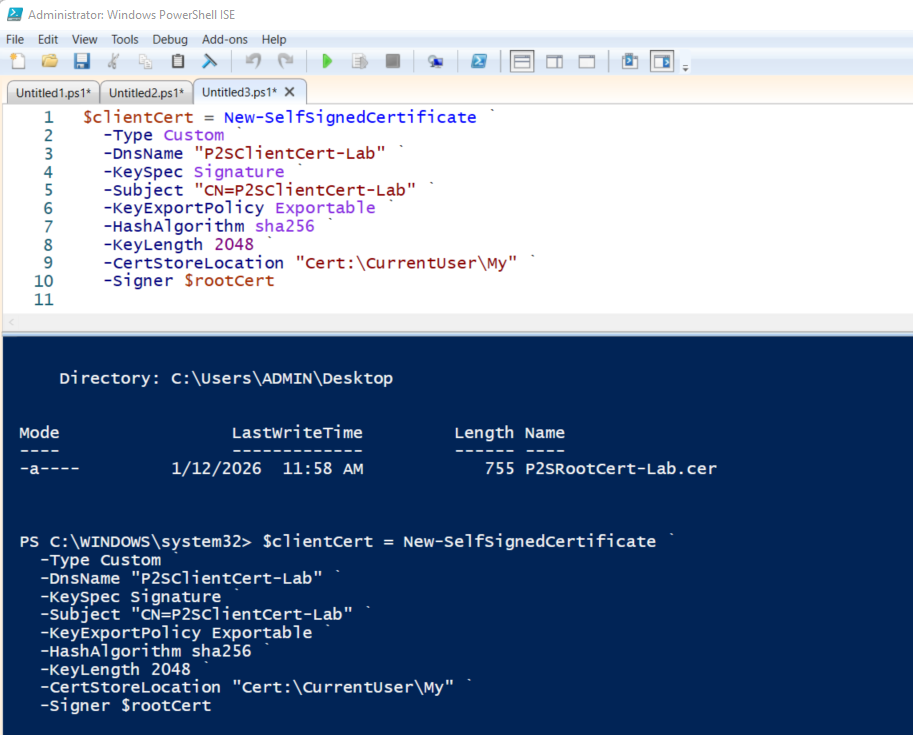 Administrator: Windows PowerShell ISE
File Edit View Tools Debug Add-ons Help
Untitled1.ps1* Untitled2.ps1* Untitled3.ps1* X
1 $clientCert = New-SelfSignedCertificate `
2 -Type Custom `
3 -DnsName "P2SClientCert-Lab" `
4 -KeySpec Signature `
5 -Subject "CN=P2SClientCert-Lab" `
6 -KeyExportPolicy Exportable `
7 -HashAlgorithm sha256 `
8 -KeyLength 2048 `
9 -CertStoreLocation "Cert:\CurrentUser\My" `
10 -Signer $rootCert
11
Directory: C:\Users\ADMIN\Desktop
Mode LastWriteTime Length Name
---- ------------- ------ ----
-a---- 1/12/2026 11:58 AM 755 P2SRootCert-Lab.cer
PS C:\WINDOWS\system32> $clientCert = New-SelfSignedCertificate `
-Type Custom `
-DnsName "P2SClientCert-Lab" `
-KeySpec Signature `
-Subject "CN=P2SClientCert-Lab" `
-KeyExportPolicy Exportable `
-HashAlgorithm sha256 `
-KeyLength 2048 `
-CertStoreLocation "Cert:\CurrentUser\My" `
-Signer $rootCert